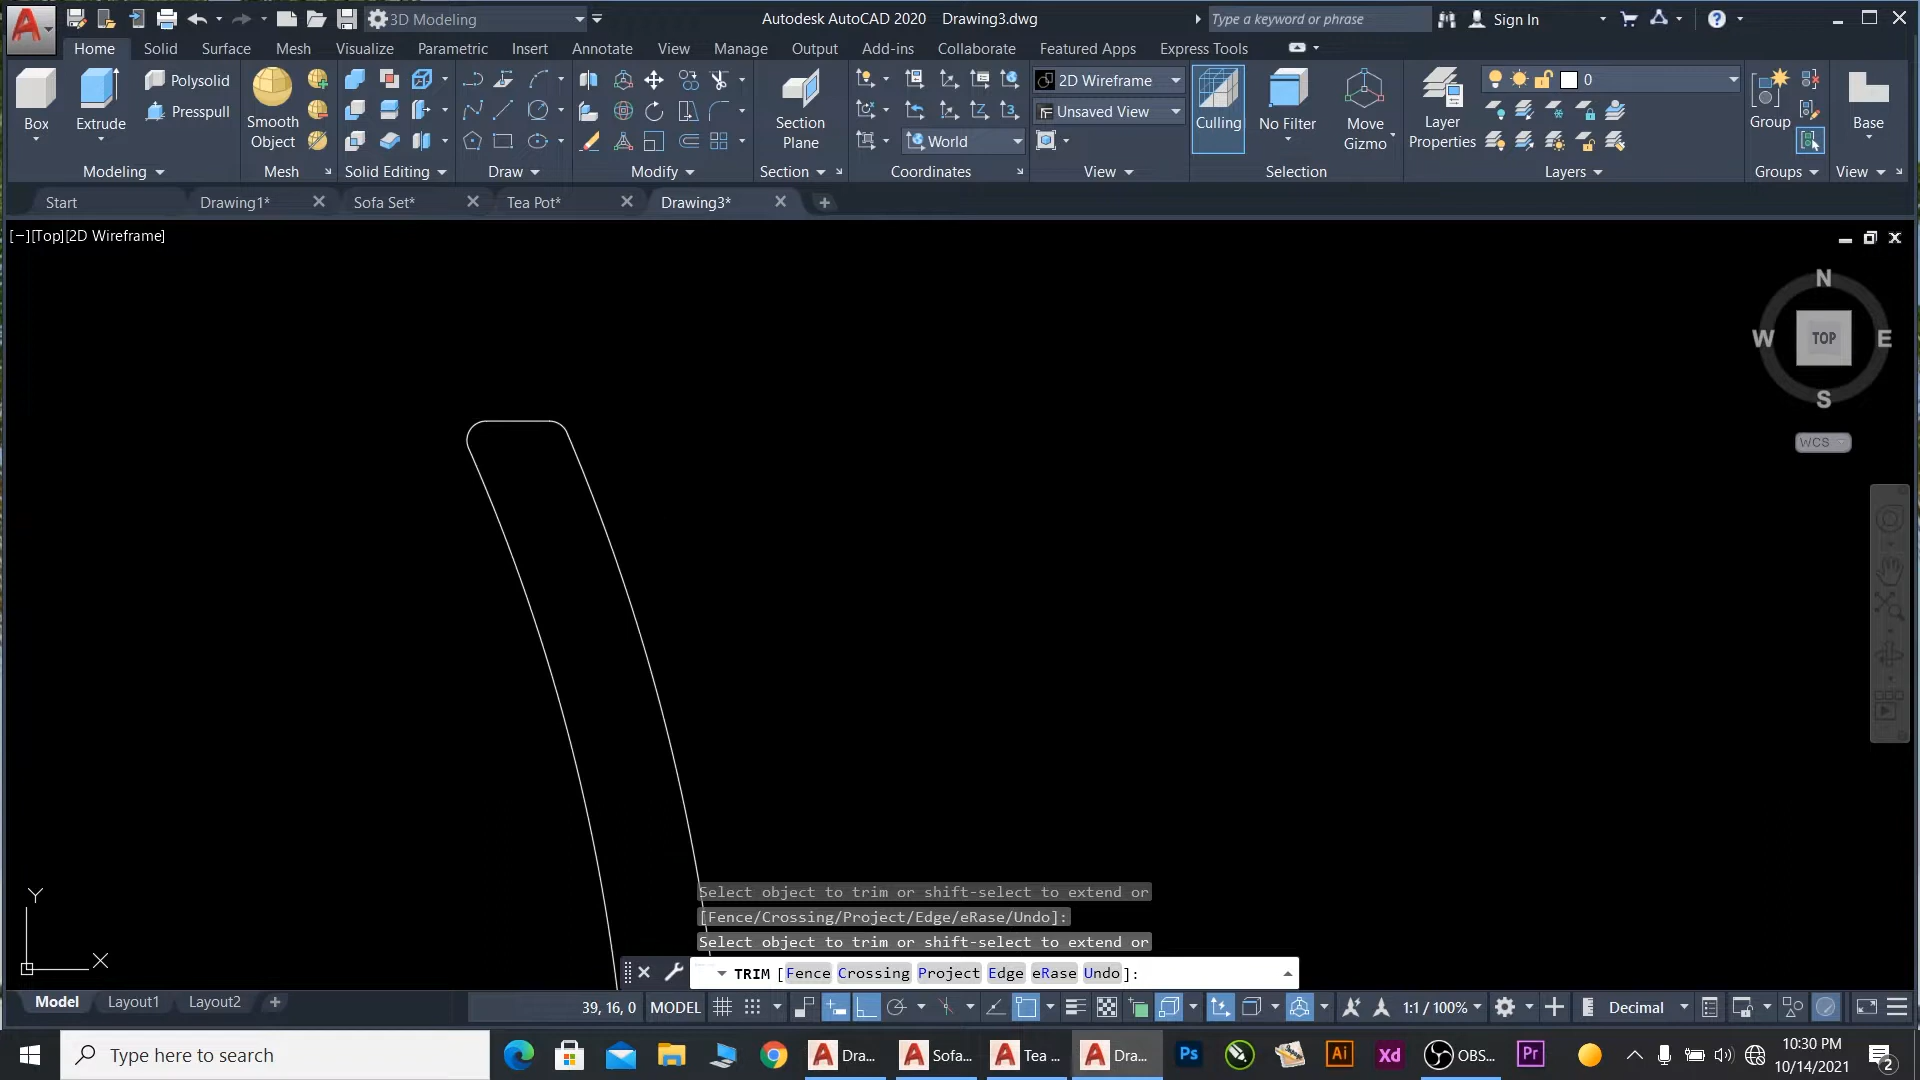 3D Modeling
Autodesk AutoCAD 2020 Drawing3.dwg
Type a keyword or phrase
Sign In
Home Solid Surface Mesh Visualize Parametric Insert Annotate View Manage Output Add-ins Collaborate Featured Apps Express Tools
Box
Extrude
Polysolid
Presspull
Smooth Object
Section Plane
World
2D Wireframe
Unsaved View
Culling
No Filter
Move Gizmo
Layer Properties
0
Group
Base
Modeling Mesh Solid Editing Draw Modify Section Coordinates View Selection Layers Groups View
Start Drawing1* Sofa Set* Tea Pot* Drawing3*
[−][Top][2D Wireframe]
N
W TOP E
S
WCS
Y
X
Select object to trim or shift-select to extend or
[Fence/Crossing/Project/Edge/eRase/Undo]:
Select object to trim or shift-select to extend or
TRIM [Fence Crossing Project Edge eRase Undo]:
Model Layout1 Layout2
39, 16, 0 MODEL 1:1 / 100% Decimal
Type here to search
Dra... Sofa... Tea ... Dra... Ps Ai Xd OBS... Pr
10:30 PM
10/14/2021
2